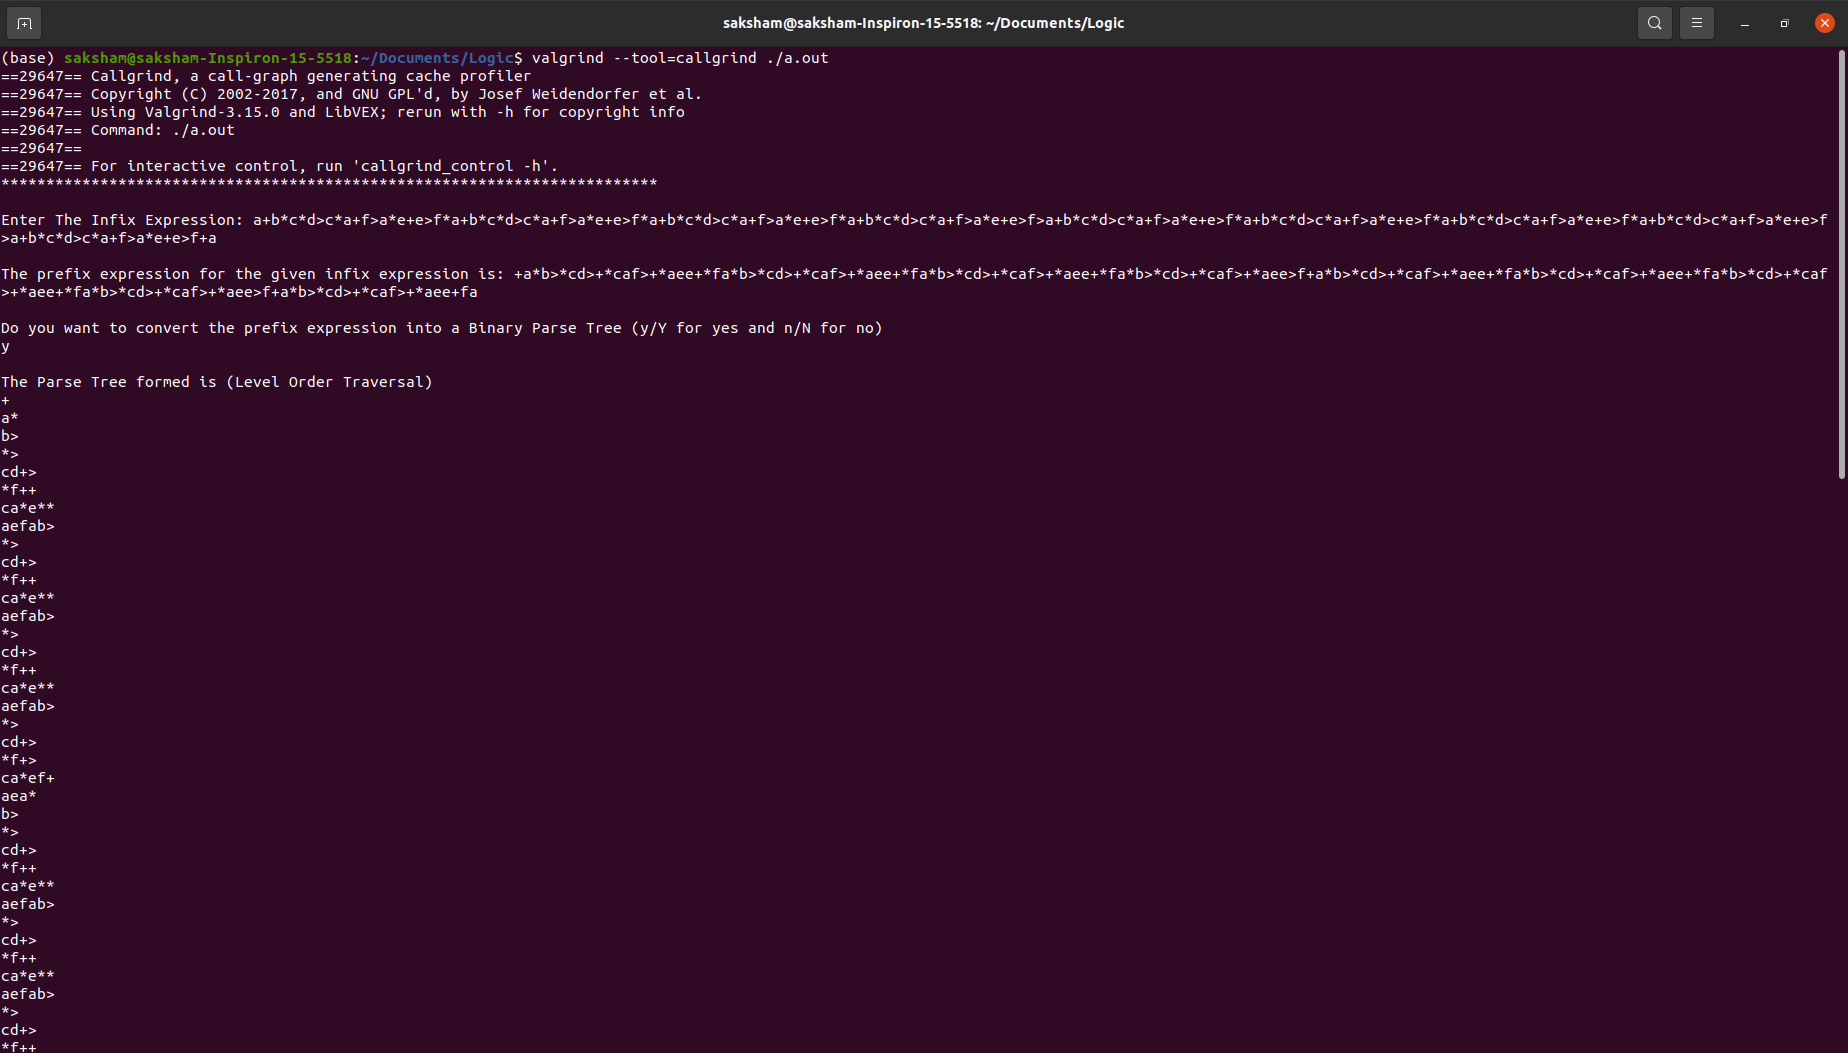 saksham@saksham-Inspiron-15-5518: ~/Documents/Logic
(base) saksham@saksham-Inspiron-15-5518:~/Documents/Logic$ valgrind --tool=callgrind ./a.out
==29647== Callgrind, a call-graph generating cache profiler
==29647== Copyright (C) 2002-2017, and GNU GPL'd, by Josef Weidendorfer et al.
==29647== Using Valgrind-3.15.0 and LibVEX; rerun with -h for copyright info
==29647== Command: ./a.out
==29647==
==29647== For interactive control, run 'callgrind_control -h'.
*************************************************************************
Enter The Infix Expression: a+b*c*d>c*a+f>a*e+e>f*a+b*c*d>c*a+f>a*e+e>f*a+b*c*d>c*a+f>a*e+e>f*a+b*c*d>c*a+f>a*e+e>f>a+b*c*d>c*a+f>a*e+e>f*a+b*c*d>c*a+f>a*e+e>f*a+b*c*d>c*a+f>a*e+e>f*a+b*c*d>c*a+f>a*e+e>f
>a+b*c*d>c*a+f>a*e+e>f+a
The prefix expression for the given infix expression is: +a*b>*cd>+*caf>+*aee+*fa*b>*cd>+*caf>+*aee+*fa*b>*cd>+*caf>+*aee+*fa*b>*cd>+*caf>+*aee>f+a*b>*cd>+*caf>+*aee+*fa*b>*cd>+*caf>+*aee+*fa*b>*cd>+*caf
>+*aee+*fa*b>*cd>+*caf>+*aee>f+a*b>*cd>+*caf>+*aee+fa
Do you want to convert the prefix expression into a Binary Parse Tree (y/Y for yes and n/N for no)
y
The Parse Tree formed is (Level Order Traversal)
+
a*
b>
*>
cd+>
*f++
ca*e**
aefab>
*>
cd+>
*f++
ca*e**
aefab>
*>
cd+>
*f++
ca*e**
aefab>
*>
cd+>
*f+>
ca*ef+
aea*
b>
*>
cd+>
*f++
ca*e**
aefab>
*>
cd+>
*f++
ca*e**
aefab>
*>
cd+>
*f++